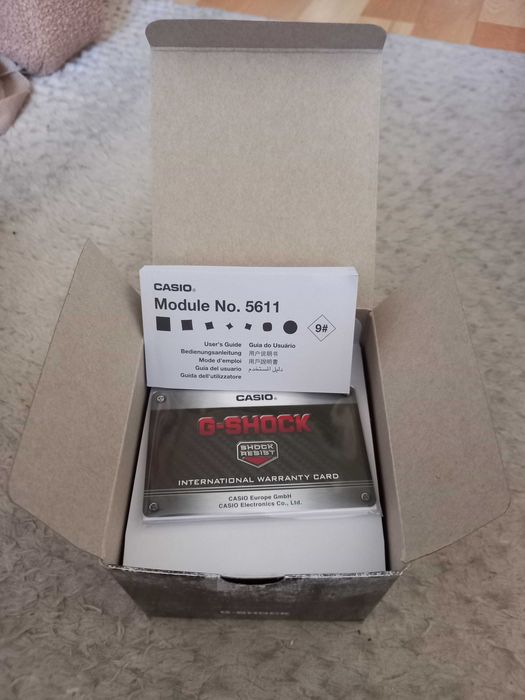 CASIO®
Module No. 5611
9#
User's Guide
Bedienungsanleitung
Mode d'emploi
Guía del usuario
Guida dell'utilizzatore
Guia do Usuário
用户说明书
用戶說明書
دليل المستخدم
CASIO®
G-SHOCK
SHOCK
RESIST
INTERNATIONAL WARRANTY CARD
CASIO Europe GmbH
CASIO Electronics Co., Ltd.
G-SHOCK